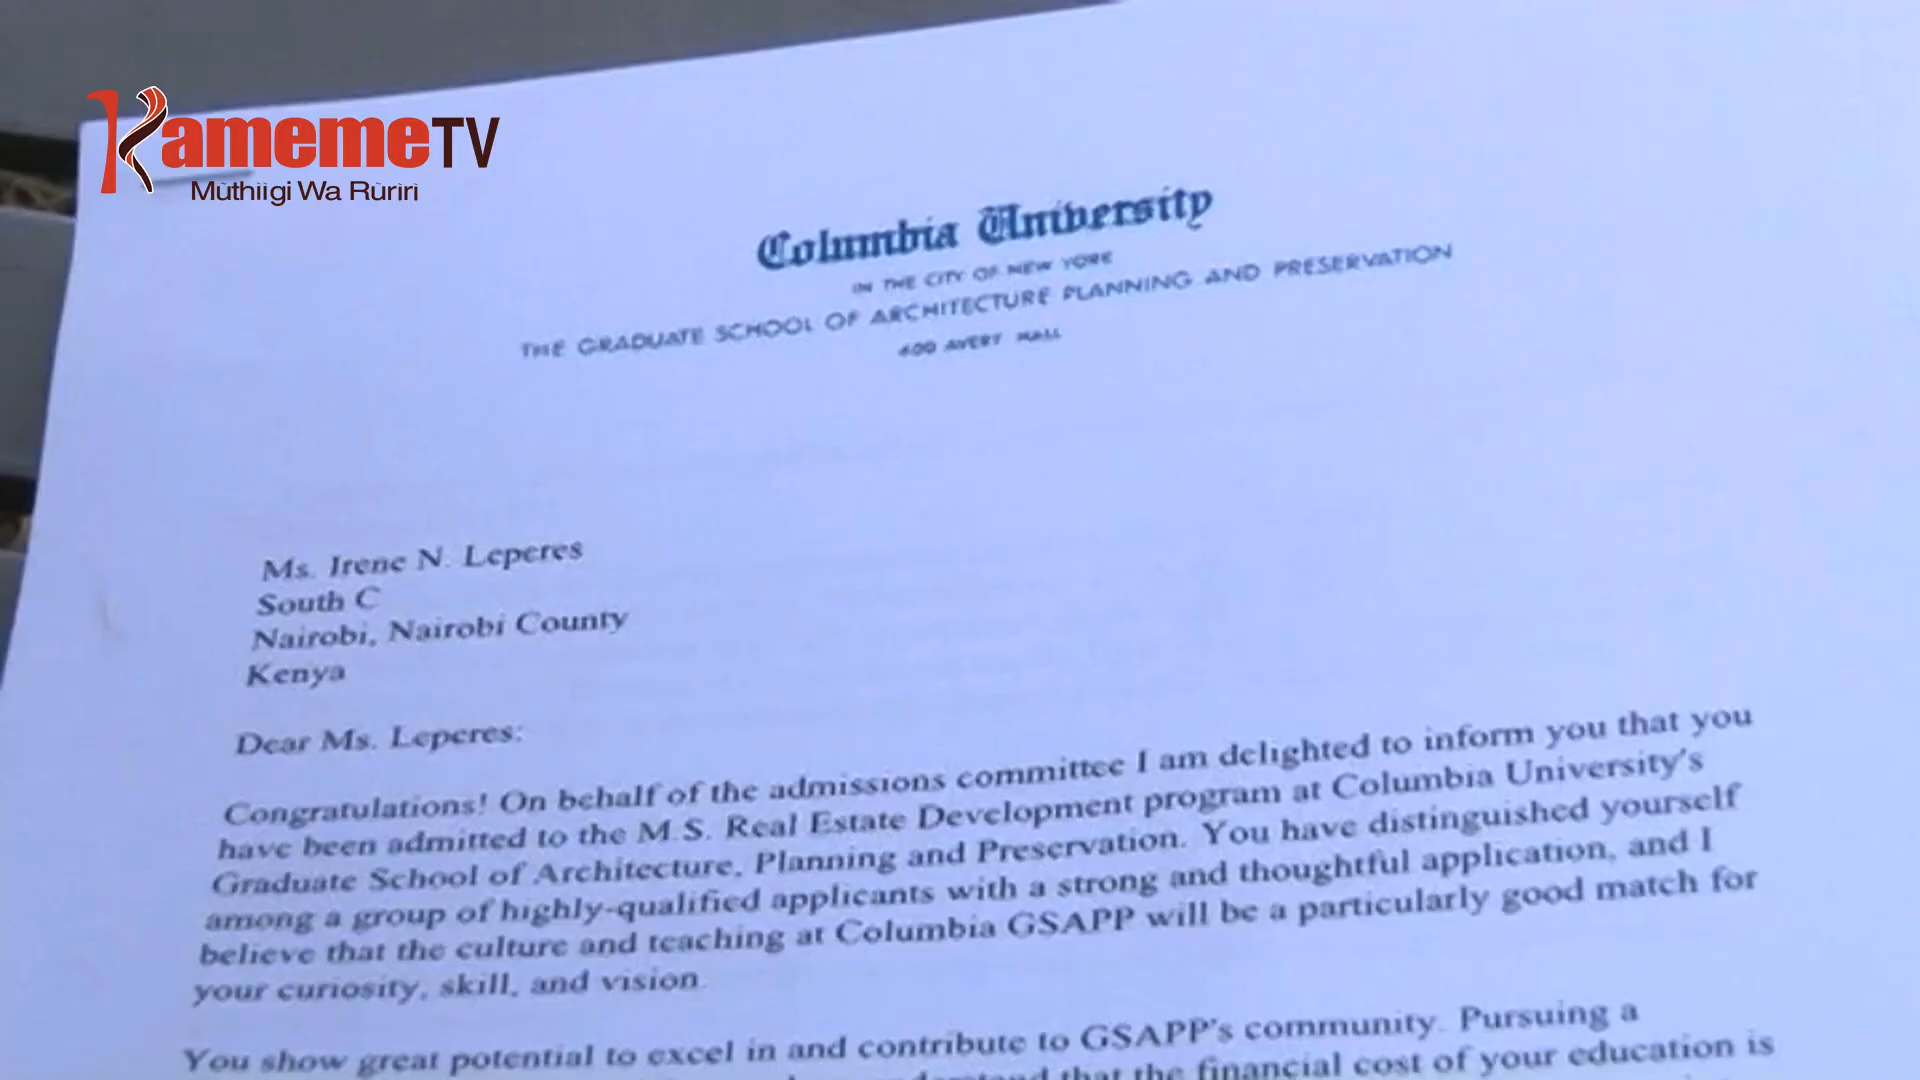 KamemeTV
Mũthiigi Wa Rũrĩrĩ
Columbia University
IN THE CITY OF NEW YORK
THE GRADUATE SCHOOL OF ARCHITECTURE PLANNING AND PRESERVATION
400 AVERY HALL
Ms. Irene N. Leperes
South C
Nairobi, Nairobi County
Kenya
Dear Ms. Leperes:
Congratulations! On behalf of the admissions committee I am delighted to inform you that you
have been admitted to the M.S. Real Estate Development program at Columbia University's
Graduate School of Architecture, Planning and Preservation. You have distinguished yourself
among a group of highly-qualified applicants with a strong and thoughtful application, and I
believe that the culture and teaching at Columbia GSAPP will be a particularly good match for
your curiosity, skill, and vision.
You show great potential to excel in and contribute to GSAPP's community. Pursuing a
that the financial cost of your education is